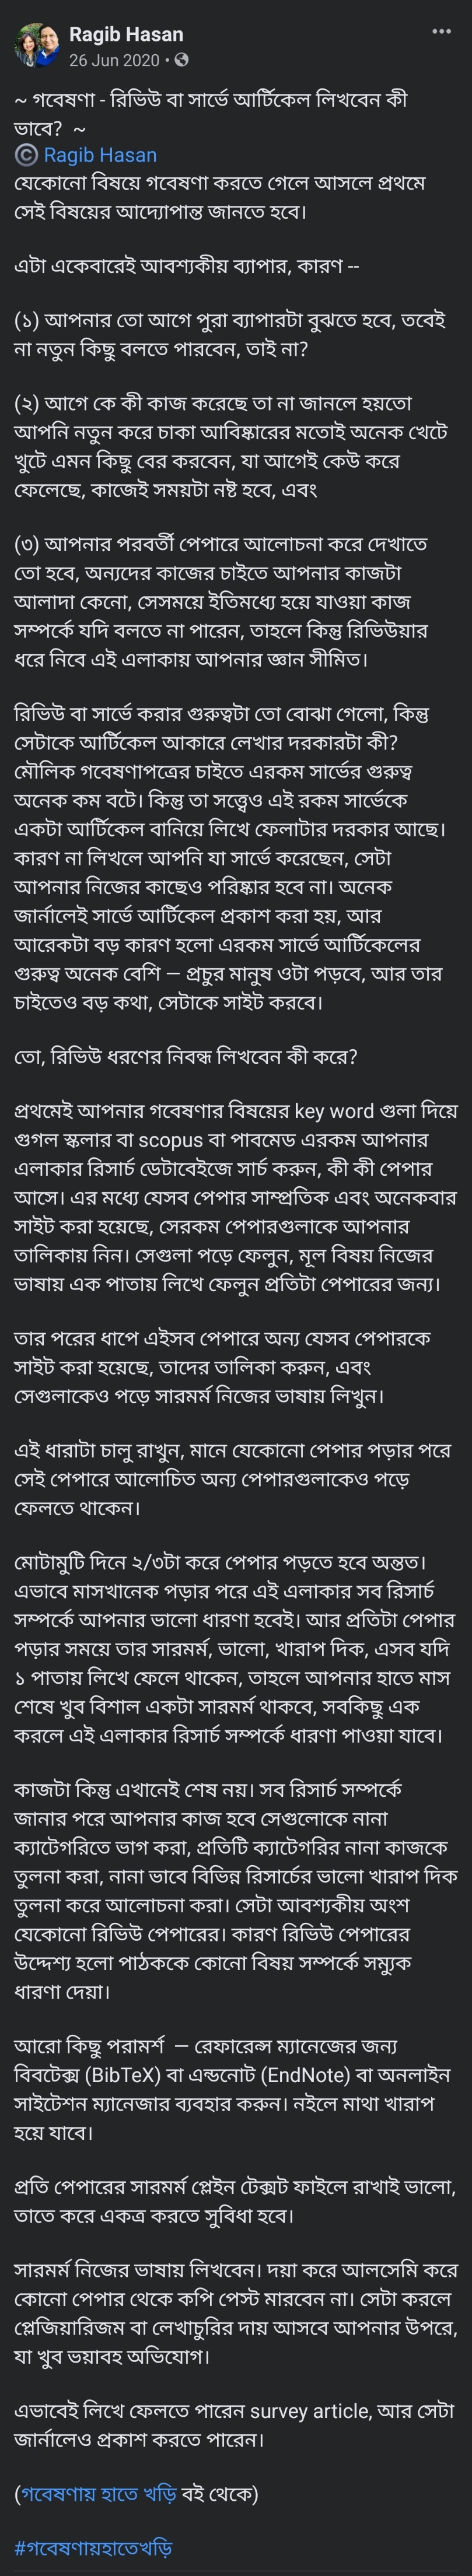 Ragib Hasan
26 Jun 2020 •
~ গবেষণা - রিভিউ বা সার্ভে আর্টিকেল লিখবেন কী
ভাবে? ~
© Ragib Hasan
যেকোনো বিষয়ে গবেষণা করতে গেলে আসলে প্রথমে
সেই বিষয়ের আদ্যোপান্ত জানতে হবে।
এটা একেবারেই আবশ্যকীয় ব্যাপার, কারণ --
(১) আপনার তো আগে পুরা ব্যাপারটা বুঝতে হবে, তবেই
না নতুন কিছু বলতে পারবেন, তাই না?
(২) আগে কে কী কাজ করেছে তা না জানলে হয়তো
আপনি নতুন করে চাকা আবিষ্কারের মতোই অনেক খেটে
খুটে এমন কিছু বের করবেন, যা আগেই কেউ করে
ফেলেছে, কাজেই সময়টা নষ্ট হবে, এবং
(৩) আপনার পরবর্তী পেপারে আলোচনা করে দেখাতে
তো হবে, অন্যদের কাজের চাইতে আপনার কাজটা
আলাদা কেনো, সেসময়ে ইতিমধ্যে হয়ে যাওয়া কাজ
সম্পর্কে যদি বলতে না পারেন, তাহলে কিন্তু রিভিউয়ার
ধরে নিবে এই এলাকায় আপনার জ্ঞান সীমিত।
রিভিউ বা সার্ভে করার গুরুত্বটা তো বোঝা গেলো, কিন্তু
সেটাকে আর্টিকেল আকারে লেখার দরকারটা কী?
মৌলিক গবেষণাপত্রের চাইতে এরকম সার্ভের গুরুত্ব
অনেক কম বটে। কিন্তু তা সত্ত্বেও এই রকম সার্ভেকে
একটা আর্টিকেল বানিয়ে লিখে ফেলাটার দরকার আছে।
কারণ না লিখলে আপনি যা সার্ভে করেছেন, সেটা
আপনার নিজের কাছেও পরিষ্কার হবে না। অনেক
জার্নালেই সার্ভে আর্টিকেল প্রকাশ করা হয়, আর
আরেকটা বড় কারণ হলো এরকম সার্ভে আর্টিকেলের
গুরুত্ব অনেক বেশি — প্রচুর মানুষ ওটা পড়বে, আর তার
চাইতেও বড় কথা, সেটাকে সাইট করবে।
তো, রিভিউ ধরণের নিবন্ধ লিখবেন কী করে?
প্রথমেই আপনার গবেষণার বিষয়ের key word গুলা দিয়ে
গুগল স্কলার বা scopus বা পাবমেড এরকম আপনার
এলাকার রিসার্চ ডেটাবেইজে সার্চ করুন, কী কী পেপার
আসে। এর মধ্যে যেসব পেপার সাম্প্রতিক এবং অনেকবার
সাইট করা হয়েছে, সেরকম পেপারগুলাকে আপনার
তালিকায় নিন। সেগুলা পড়ে ফেলুন, মূল বিষয় নিজের
ভাষায় এক পাতায় লিখে ফেলুন প্রতিটা পেপারের জন্য।
তার পরের ধাপে এইসব পেপারে অন্য যেসব পেপারকে
সাইট করা হয়েছে, তাদের তালিকা করুন, এবং
সেগুলাকেও পড়ে সারমর্ম নিজের ভাষায় লিখুন।
এই ধারাটা চালু রাখুন, মানে যেকোনো পেপার পড়ার পরে
সেই পেপারে আলোচিত অন্য পেপারগুলাকেও পড়ে
ফেলতে থাকেন।
মোটামুটি দিনে ২/৩টা করে পেপার পড়তে হবে অন্তত।
এভাবে মাসখানেক পড়ার পরে এই এলাকার সব রিসার্চ
সম্পর্কে আপনার ভালো ধারণা হবেই। আর প্রতিটা পেপার
পড়ার সময়ে তার সারমর্ম, ভালো, খারাপ দিক, এসব যদি
১ পাতায় লিখে ফেলে থাকেন, তাহলে আপনার হাতে মাস
শেষে খুব বিশাল একটা সারমর্ম থাকবে, সবকিছু এক
করলে এই এলাকার রিসার্চ সম্পর্কে ধারণা পাওয়া যাবে।
কাজটা কিন্তু এখানেই শেষ নয়। সব রিসার্চ সম্পর্কে
জানার পরে আপনার কাজ হবে সেগুলোকে নানা
ক্যাটেগরিতে ভাগ করা, প্রতিটি ক্যাটেগরির নানা কাজকে
তুলনা করা, নানা ভাবে বিভিন্ন রিসার্চের ভালো খারাপ দিক
তুলনা করে আলোচনা করা। সেটা আবশ্যকীয় অংশ
যেকোনো রিভিউ পেপারের। কারণ রিভিউ পেপারের
উদ্দেশ্য হলো পাঠককে কোনো বিষয় সম্পর্কে সম্যুক
ধারণা দেয়া।
আরো কিছু পরামর্শ — রেফারেন্স ম্যানেজের জন্য
বিবটেক্স (BibTeX) বা এন্ডনোট (EndNote) বা অনলাইন
সাইটেশন ম্যানেজার ব্যবহার করুন। নইলে মাথা খারাপ
হয়ে যাবে।
প্রতি পেপারের সারমর্ম প্লেইন টেক্সট ফাইলে রাখাই ভালো,
তাতে করে একত্র করতে সুবিধা হবে।
সারমর্ম নিজের ভাষায় লিখবেন। দয়া করে আলসেমি করে
কোনো পেপার থেকে কপি পেস্ট মারবেন না। সেটা করলে
প্লেজিয়ারিজম বা লেখাচুরির দায় আসবে আপনার উপরে,
যা খুব ভয়াবহ অভিযোগ।
এভাবেই লিখে ফেলতে পারেন survey article, আর সেটা
জার্নালেও প্রকাশ করতে পারেন।
(গবেষণায় হাতে খড়ি বই থেকে)
#গবেষণায়হাতেখড়ি